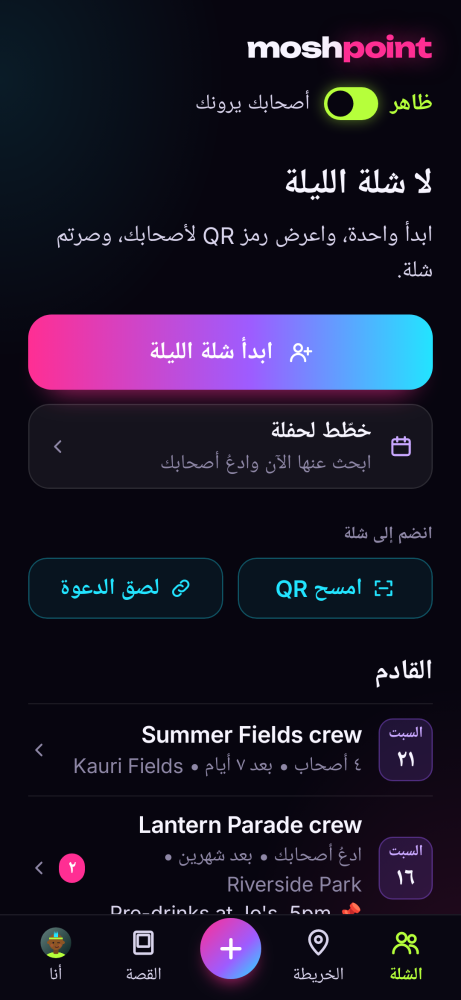 moshpoint
ظاهر أصحابك يرونك
لا شلة الليلة
ابدأ واحدة، واعرض رمز QR لأصحابك، وصرتم
شلة.
ابدأ شلة الليلة
خطّط لحفلة
ابحث عنها الآن وادعُ أصحابك
انضم إلى شلة
امسح QR
لصق الدعوة
القادم
السبت
٢١
Summer Fields crew
٤ أصحاب • بعد ٧ أيام • Kauri Fields
السبت
١٦
Lantern Parade crew
ادعُ أصحابك • بعد شهرين •
Riverside Park
٢
📌 Pre-drinks at Jo's, 5pm
الشلة
الخريطة
القصة
أنا